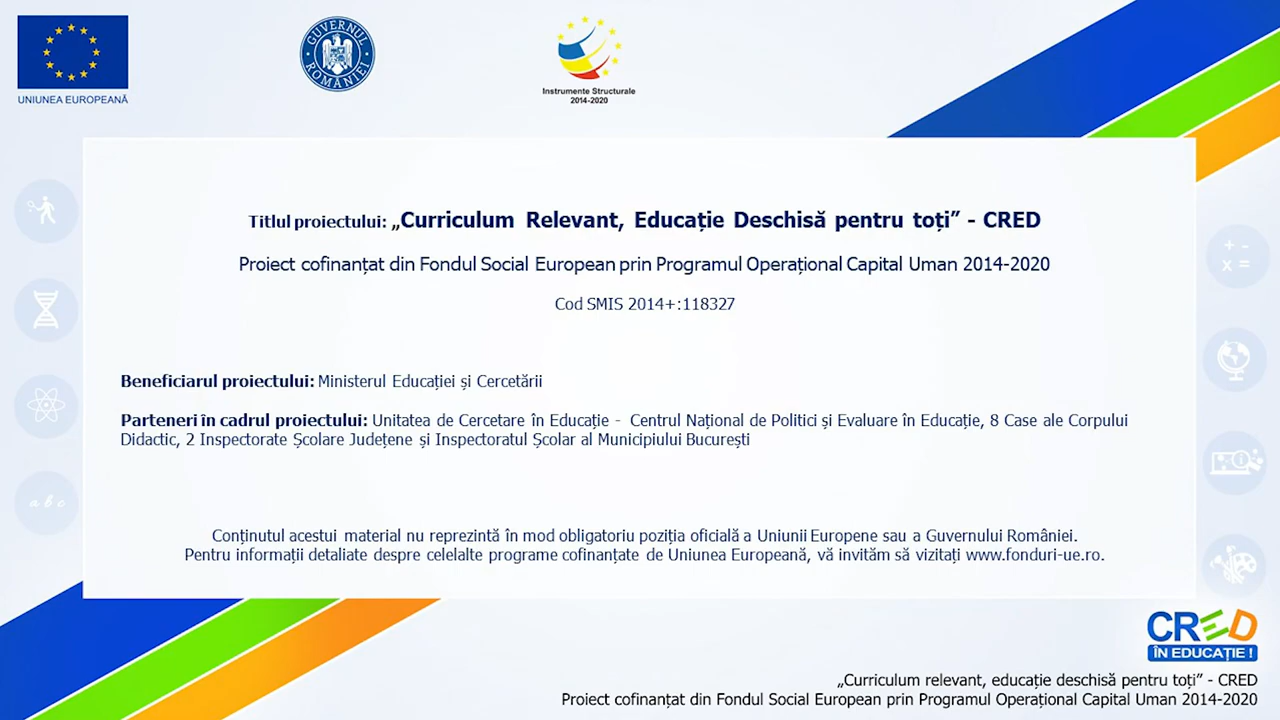 UNIUNEA EUROPEANĂ
GUVERNUL ROMÂNIEI
Instrumente Structurale
2014-2020
Titlul proiectului: „Curriculum Relevant, Educație Deschisă pentru toți” - CRED
Proiect cofinanțat din Fondul Social European prin Programul Operațional Capital Uman 2014-2020
Cod SMIS 2014+:118327
Beneficiarul proiectului: Ministerul Educației și Cercetării
Parteneri în cadrul proiectului: Unitatea de Cercetare în Educație - Centrul Național de Politici și Evaluare în Educație, 8 Case ale Corpului
Didactic, 2 Inspectorate Școlare Județene și Inspectoratul Școlar al Municipiului București
Conținutul acestui material nu reprezintă în mod obligatoriu poziția oficială a Uniunii Europene sau a Guvernului României.
Pentru informații detaliate despre celelalte programe cofinanțate de Uniunea Europeană, vă invităm să vizitați www.fonduri-ue.ro.
+ -
x =
a b c
CRED
ÎN EDUCAȚIE !
„Curriculum relevant, educație deschisă pentru toți” - CRED
Proiect cofinanțat din Fondul Social European prin Programul Operațional Capital Uman 2014-2020